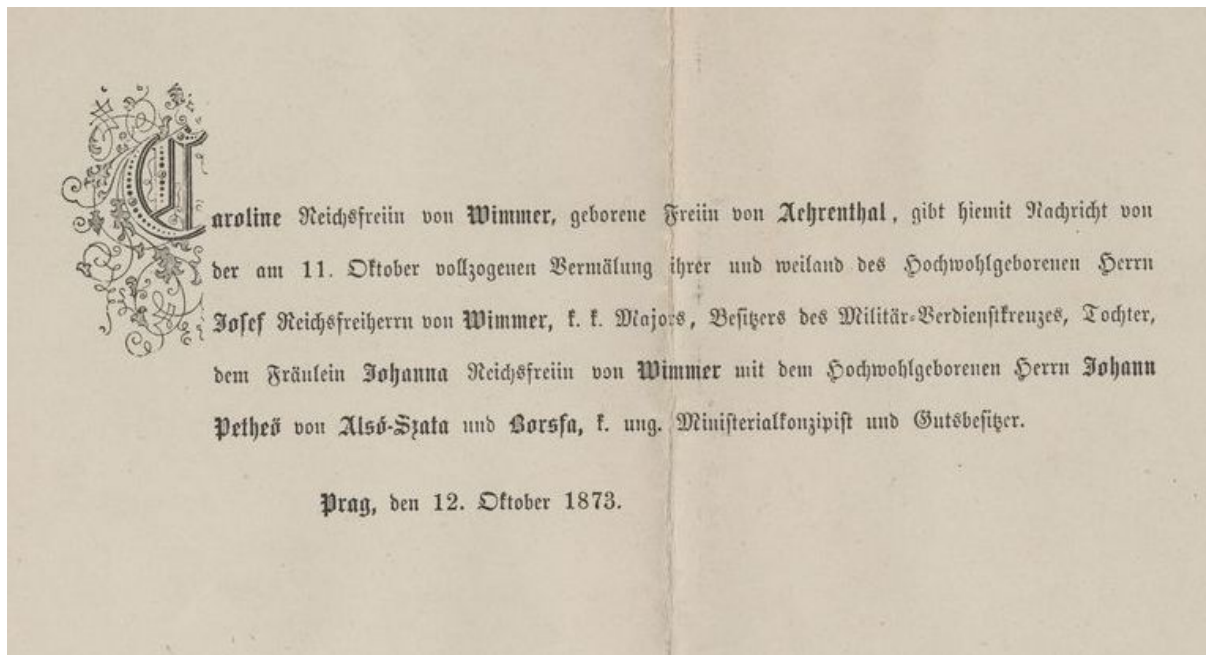 Caroline Reichsfreiin von Wimmer, geborene Freiin von Aehrenthal, gibt hiemit Nachricht von
der am 11. Oktober vollzogenen Vermälung ihrer und weiland des Hochwohlgeborenen Herrn
Josef Reichsfreiherrn von Wimmer, k. k. Majors, Besitzers des Militär-Verdienstkreuzes, Tochter,
dem Fräulein Johanna Reichsfreiin von Wimmer mit dem Hochwohlgeborenen Herrn Johann
Petheö von Alsó-Szata und Borsfa, k. ung. Ministerialkonzipist und Gutsbesitzer.
Prag, den 12. Oktober 1873.